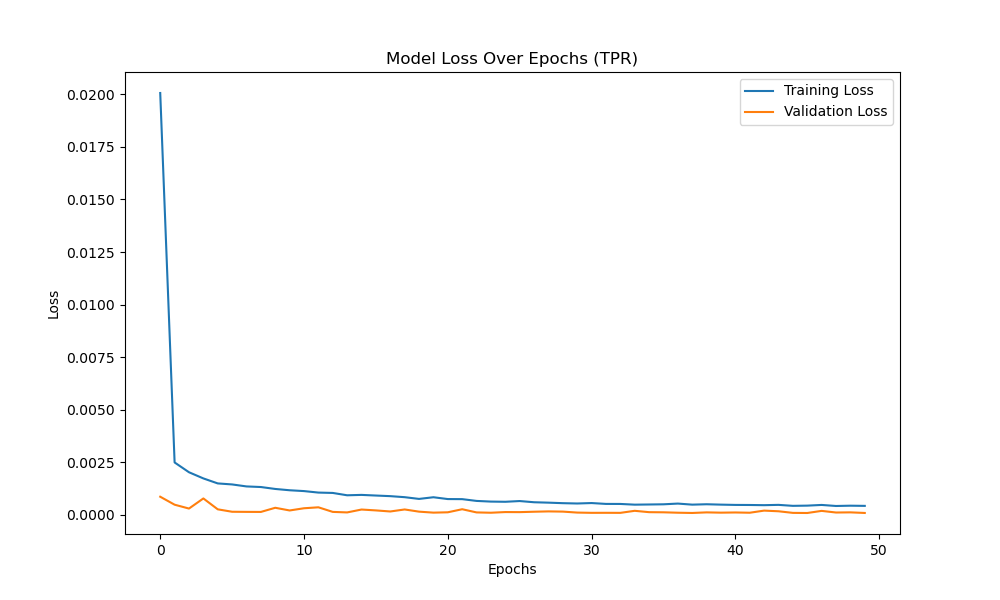 Model Loss Over Epochs (TPR)
Training Loss
Validation Loss
0.0200
0.0175
0.0150
0.0125
0.0100
0.0075
0.0050
0.0025
0.0000
Loss
0 10 20 30 40 50
Epochs